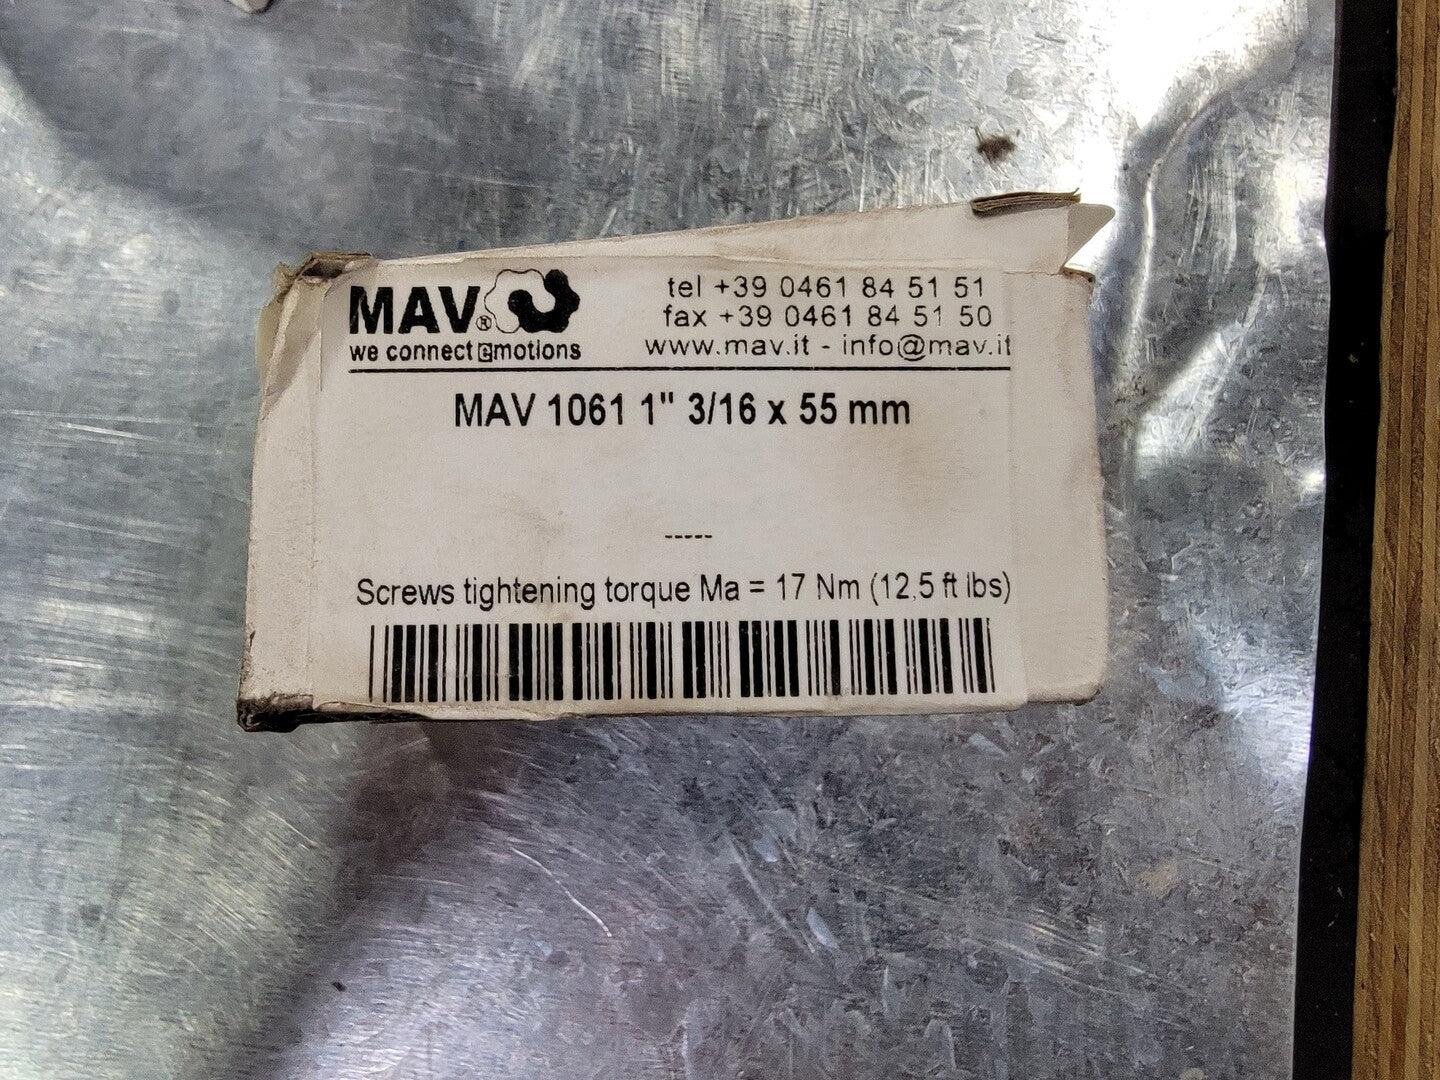 MAV®
we connect emotions
tel +39 0461 84 51 51
fax +39 0461 84 51 50
www.mav.it - info@mav.it
MAV 1061 1" 3/16 x 55 mm
-----
Screws tightening torque Ma = 17 Nm (12.5 ft lbs)